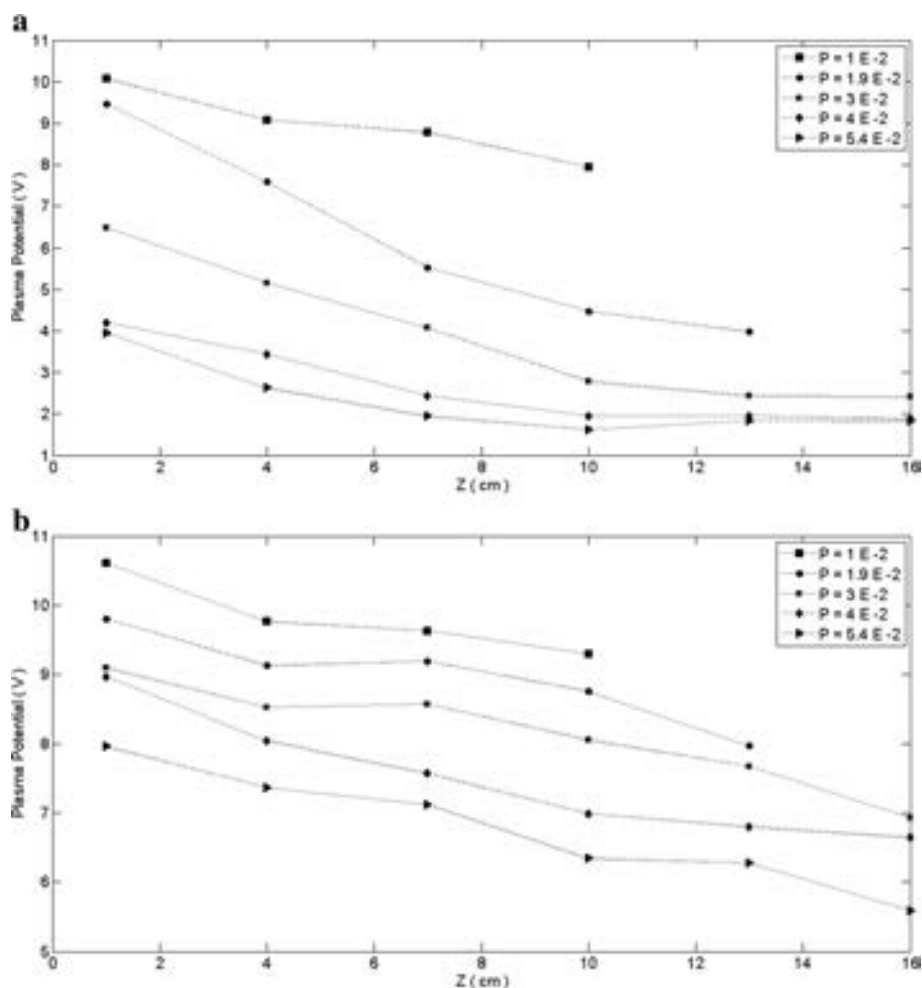 a
11
10
9
8
7
6
5
4
3
2
1
Plasma Potential (V)
0
2
4
6
8
10
12
14
16
Z (cm)
P = 1 E-2
P = 1.9 E-2
P = 3 E-2
P = 4 E-2
P = 5.4 E-2
b
11
10
9
8
7
6
5
Plasma Potential (V)
0
2
4
6
8
10
12
14
16
Z (cm)
P = 1 E-2
P = 1.9 E-2
P = 3 E-2
P = 4 E-2
P = 5.4 E-2